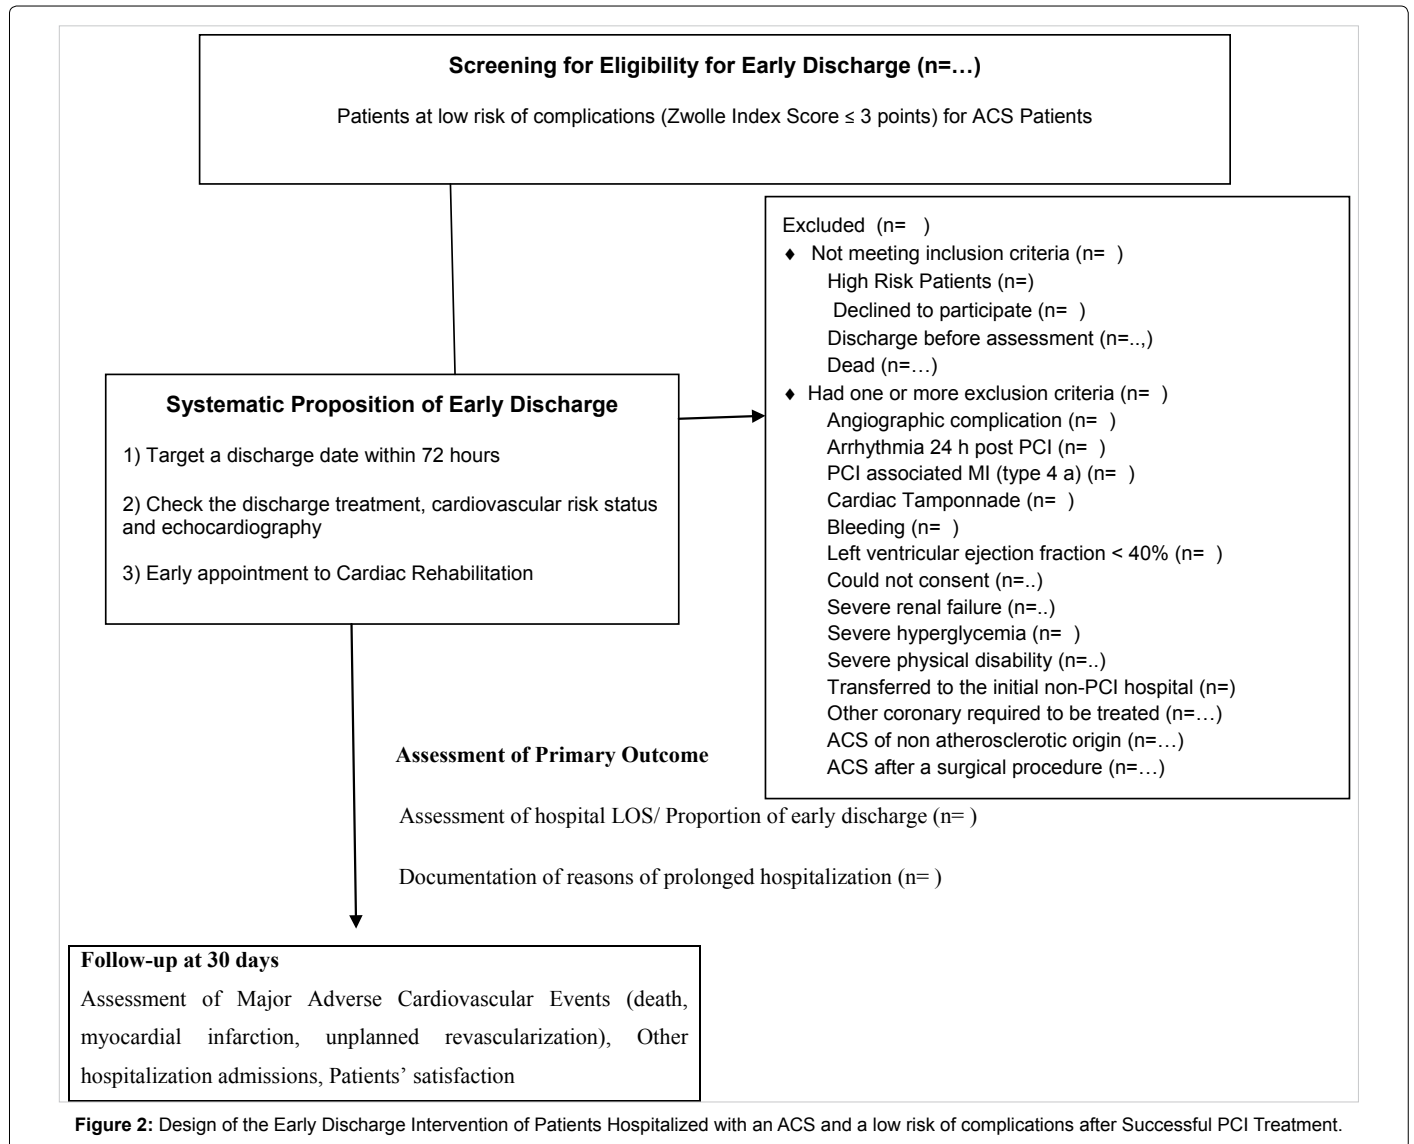 Screening for Eligibility for Early Discharge (n=…)
Patients at low risk of complications (Zwolle Index Score ≤ 3 points) for ACS Patients
Excluded (n= )
♦ Not meeting inclusion criteria (n= )
High Risk Patients (n=)
Declined to participate (n= )
Discharge before assessment (n=..,)
Dead (n=…)
♦ Had one or more exclusion criteria (n= )
Angiographic complication (n= )
Arrhythmia 24 h post PCI (n= )
PCI associated MI (type 4 a) (n= )
Cardiac Tamponnade (n= )
Bleeding (n= )
Left ventricular ejection fraction < 40% (n= )
Could not consent (n=..)
Severe renal failure (n=..)
Severe hyperglycemia (n= )
Severe physical disability (n=..)
Transferred to the initial non-PCI hospital (n=)
Other coronary required to be treated (n=…)
ACS of non atherosclerotic origin (n=…)
ACS after a surgical procedure (n=…)
Systematic Proposition of Early Discharge
1) Target a discharge date within 72 hours
2) Check the discharge treatment, cardiovascular risk status
and echocardiography
3) Early appointment to Cardiac Rehabilitation
Assessment of Primary Outcome
Assessment of hospital LOS/ Proportion of early discharge (n= )
Documentation of reasons of prolonged hospitalization (n= )
Follow-up at 30 days
Assessment of Major Adverse Cardiovascular Events (death,
myocardial infarction, unplanned revascularization), Other
hospitalization admissions, Patients’ satisfaction
Figure 2: Design of the Early Discharge Intervention of Patients Hospitalized with an ACS and a low risk of complications after Successful PCI Treatment.